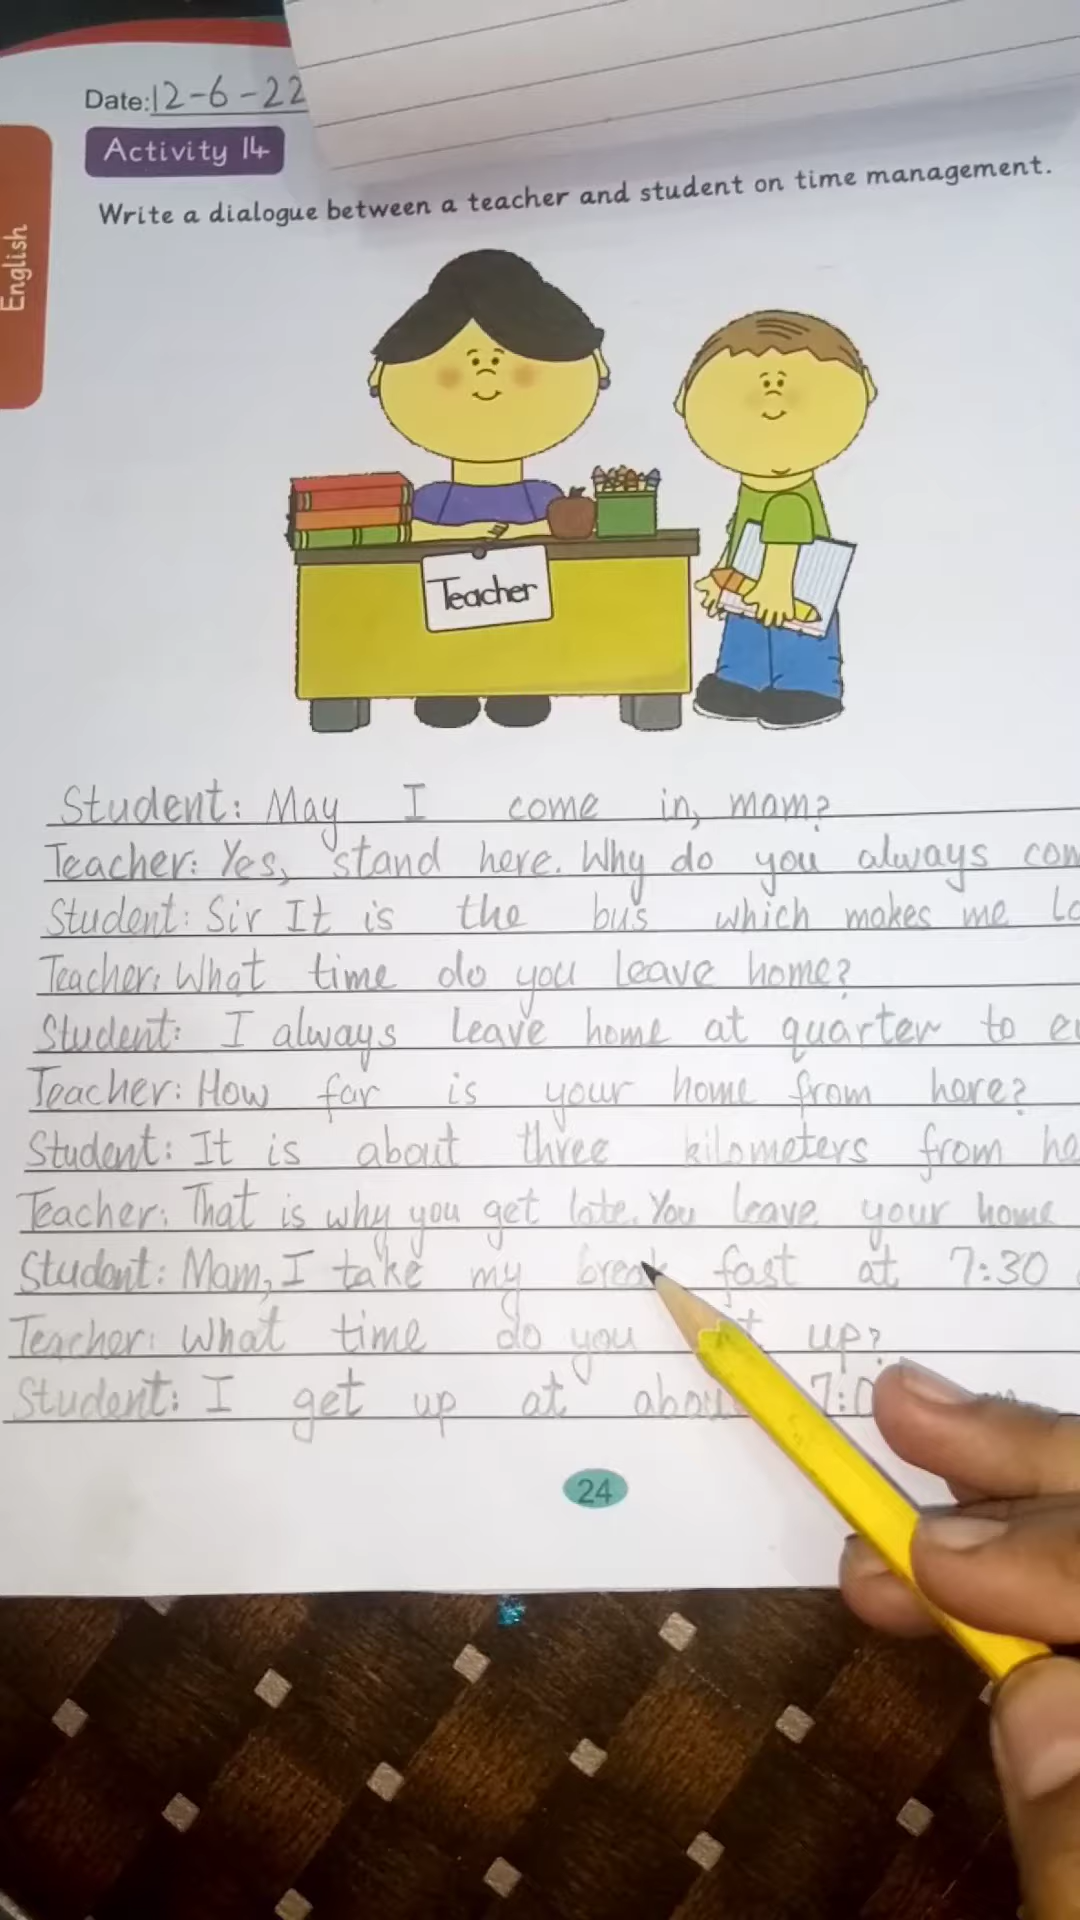 Date: 12-6-22
Activity 14
English
Write a dialogue between a teacher and student on time management.
Teacher
Student: May I come in, mam?
Teacher: Yes, stand here. Why do you always
Student: Sir It is the bus which makes me
Teacher: What time do you leave home?
Student: I always leave home at quarter to
Teacher: How far is your home from here?
Student: It is about three kilometers from
Teacher: That is why you get late. You leave your home
Student: Mam, I take my break fast at 7:30
Teacher: What time do you up?
Student: I get up at
24